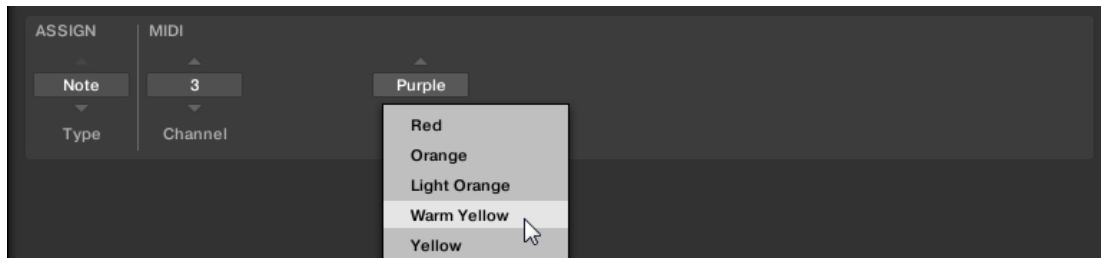 ASSIGN MIDI
Note 3 Purple
Type Channel
Red
Orange
Light Orange
Warm Yellow
Yellow